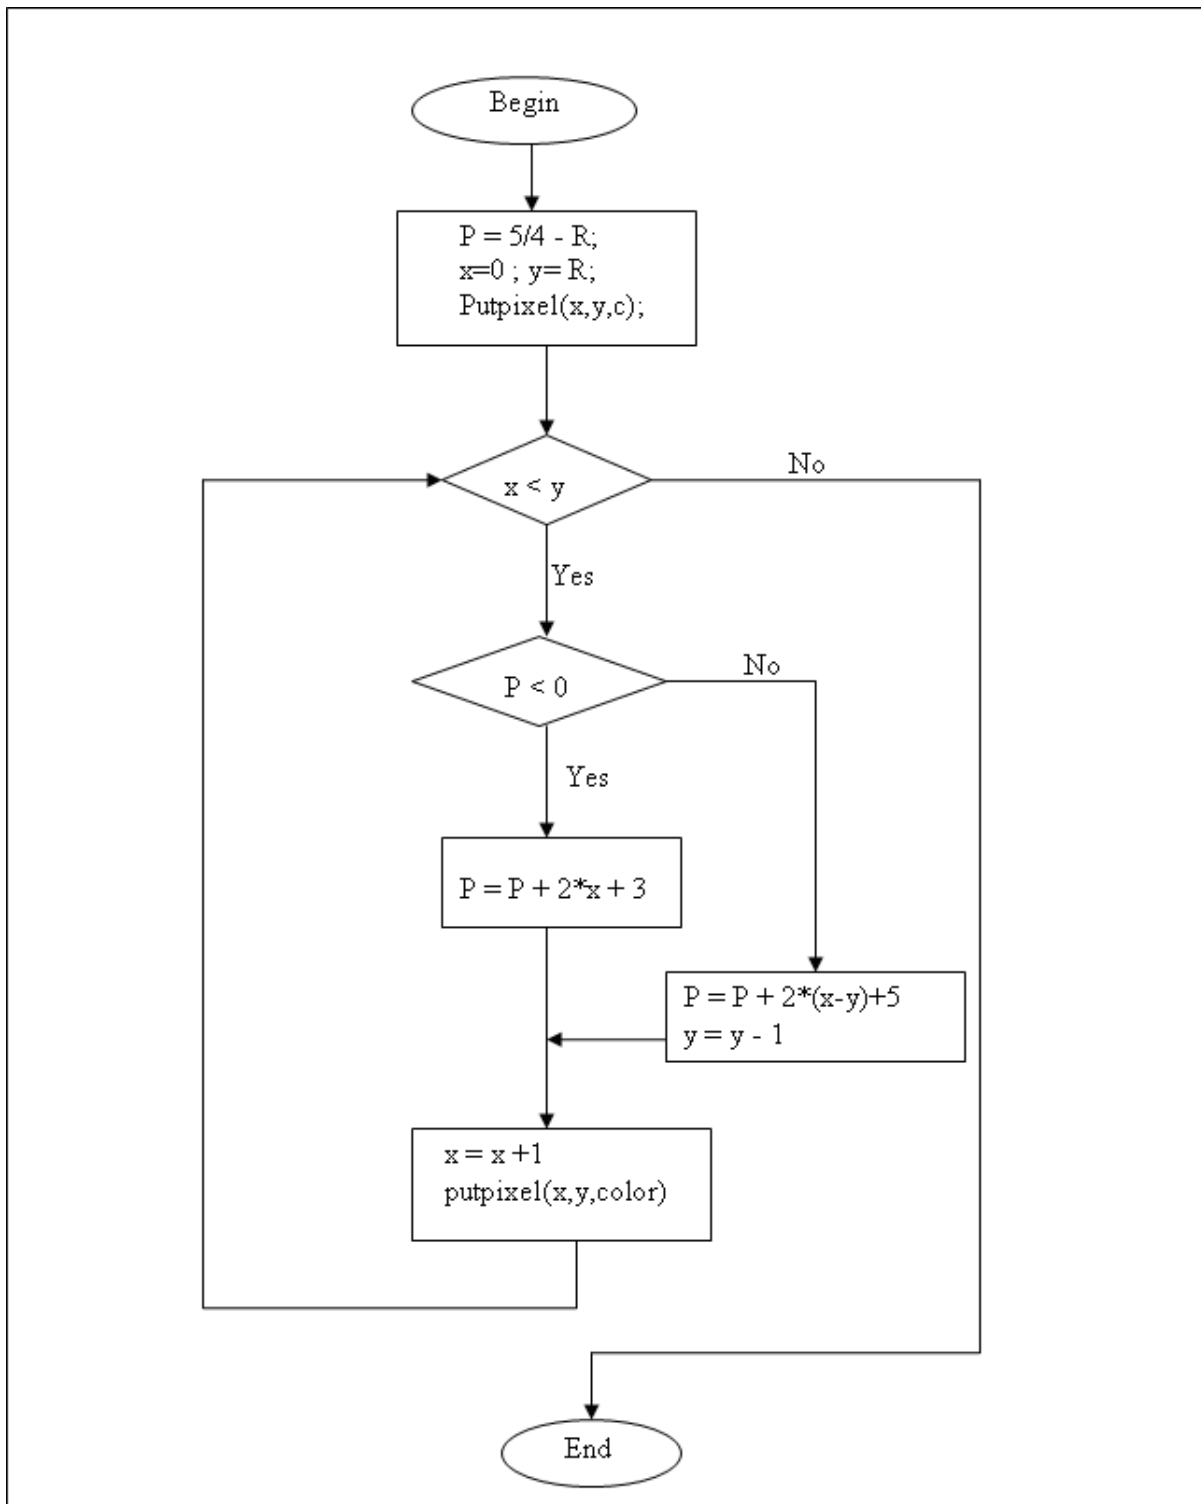 Begin
P = 5/4 - R;
x=0 ; y= R;
Putpixel(x,y,c);
x < y
No
Yes
P < 0
No
Yes
P = P + 2*x + 3
P = P + 2*(x-y)+5
y = y - 1
x = x +1
putpixel(x,y,color)
End